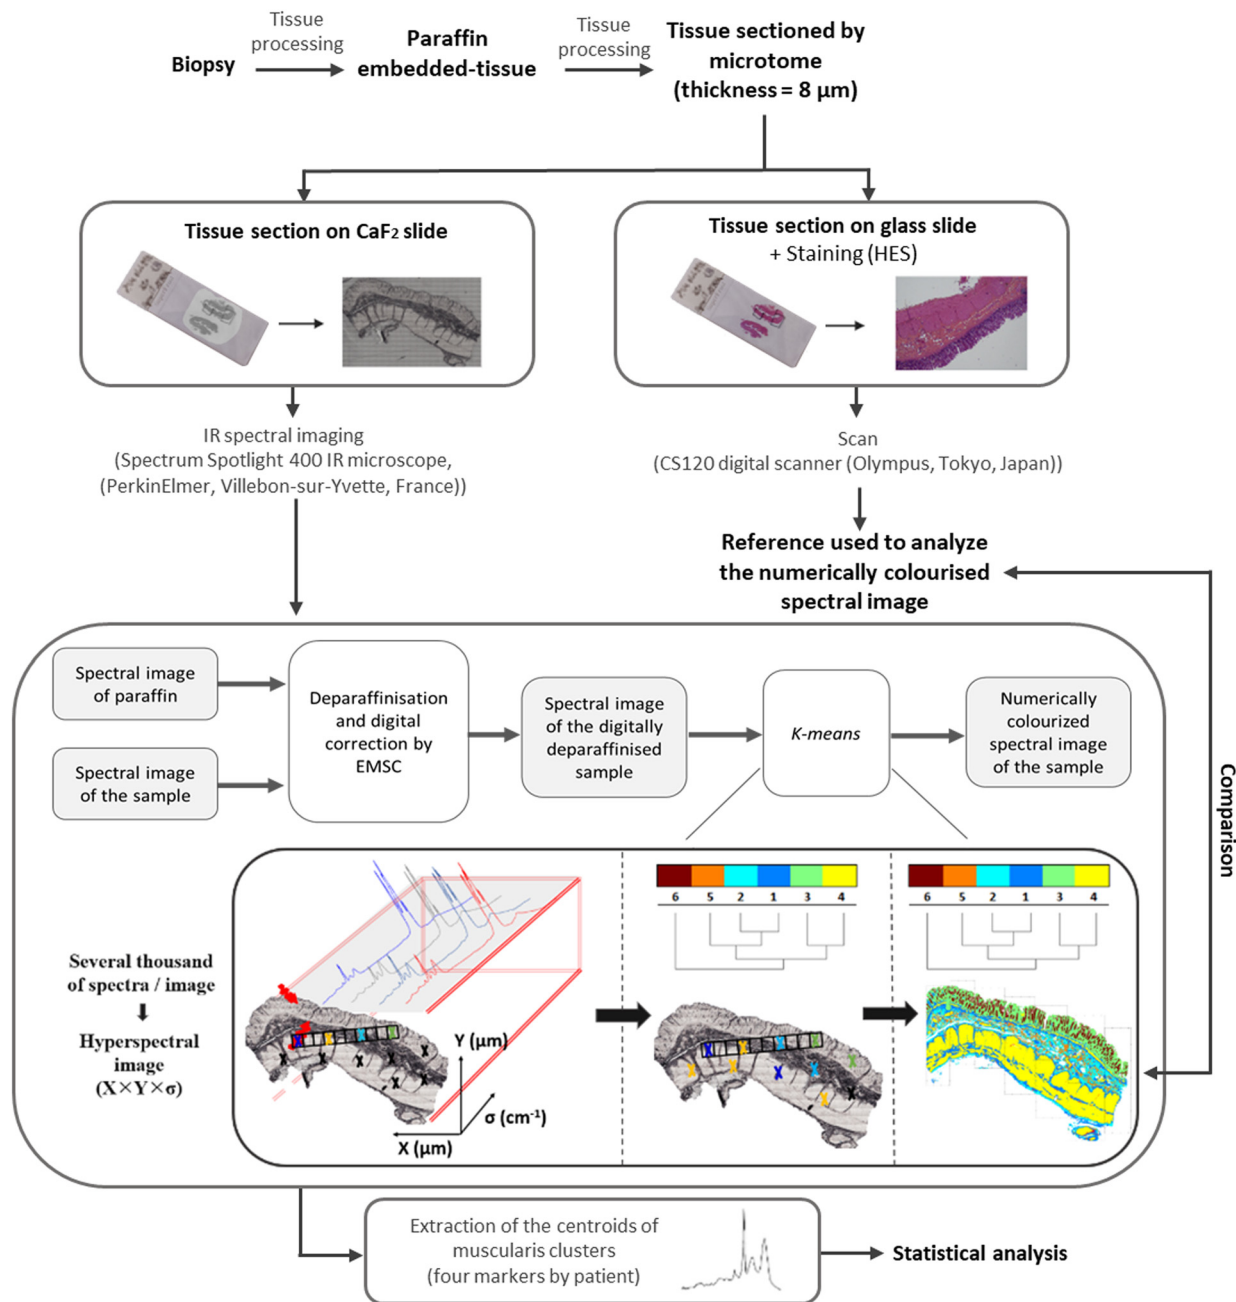 Tissue
processing
Biopsy
Paraffin
embedded-tissue
Tissue
processing
Tissue sectioned by
microtome
(thickness = 8 µm)
Tissue section on CaF₂ slide
Tissue section on glass slide
+ Staining (HES)
IR spectral imaging
(Spectrum Spotlight 400 IR microscope,
(PerkinElmer, Villebon-sur-Yvette, France))
Scan
(CS120 digital scanner (Olympus, Tokyo, Japan))
Reference used to analyze
the numerically colourised
spectral image
Comparison
Spectral image
of paraffin
Spectral image
of the sample
Deparaffinisation
and digital
correction by
EMSC
Spectral image
of the digitally
deparaffinised
sample
K-means
Numerically
colourized
spectral image
of the sample
Several thousand
of spectra / image
Hyperspectral
image
(X×Y×σ)
Y (µm)
σ (cm⁻¹)
X (µm)
6 5 2 1 3 4
6 5 2 1 3 4
Extraction of the centroids of
muscularis clusters
(four markers by patient)
Statistical analysis